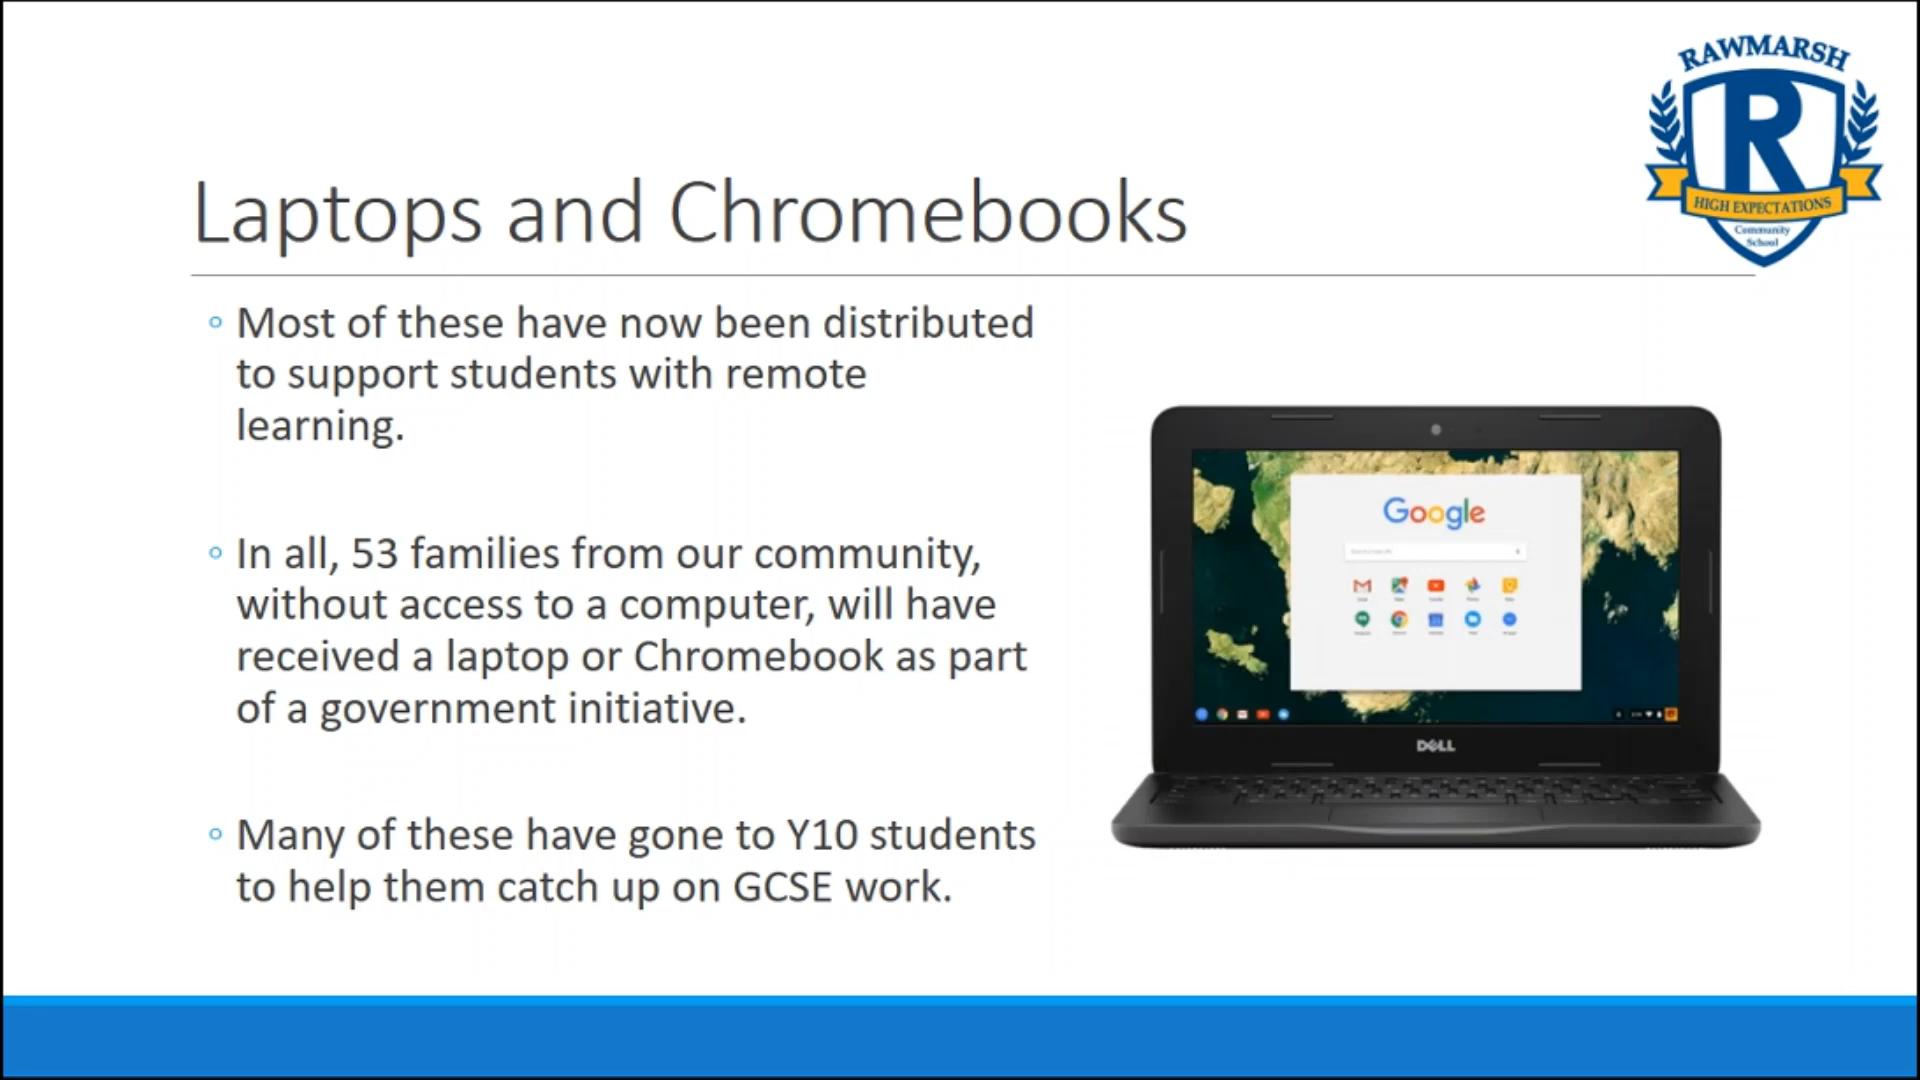 RAWMARSH
R
HIGH EXPECTATIONS
Community
School
Laptops and Chromebooks
Most of these have now been distributed
to support students with remote
learning.
In all, 53 families from our community,
without access to a computer, will have
received a laptop or Chromebook as part
of a government initiative.
Many of these have gone to Y10 students
to help them catch up on GCSE work.
Google
DELL